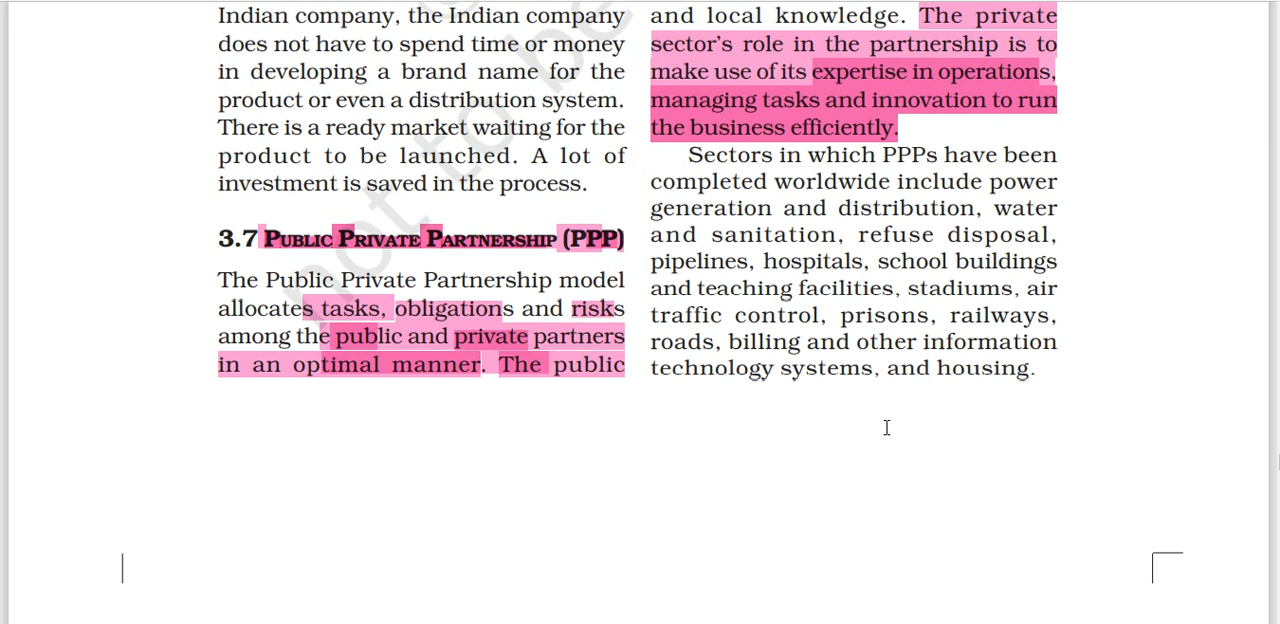 Indian company, the Indian company
does not have to spend time or money
in developing a brand name for the
product or even a distribution system.
There is a ready market waiting for the
product to be launched. A lot of
investment is saved in the process.
3.7 Public Private Partnership (PPP)
The Public Private Partnership model
allocates tasks, obligations and risks
among the public and private partners
in an optimal manner. The public
and local knowledge. The private
sector's role in the partnership is to
make use of its expertise in operations,
managing tasks and innovation to run
the business efficiently.
Sectors in which PPPs have been
completed worldwide include power
generation and distribution, water
and sanitation, refuse disposal,
pipelines, hospitals, school buildings
and teaching facilities, stadiums, air
traffic control, prisons, railways,
roads, billing and other information
technology systems, and housing.
not to be